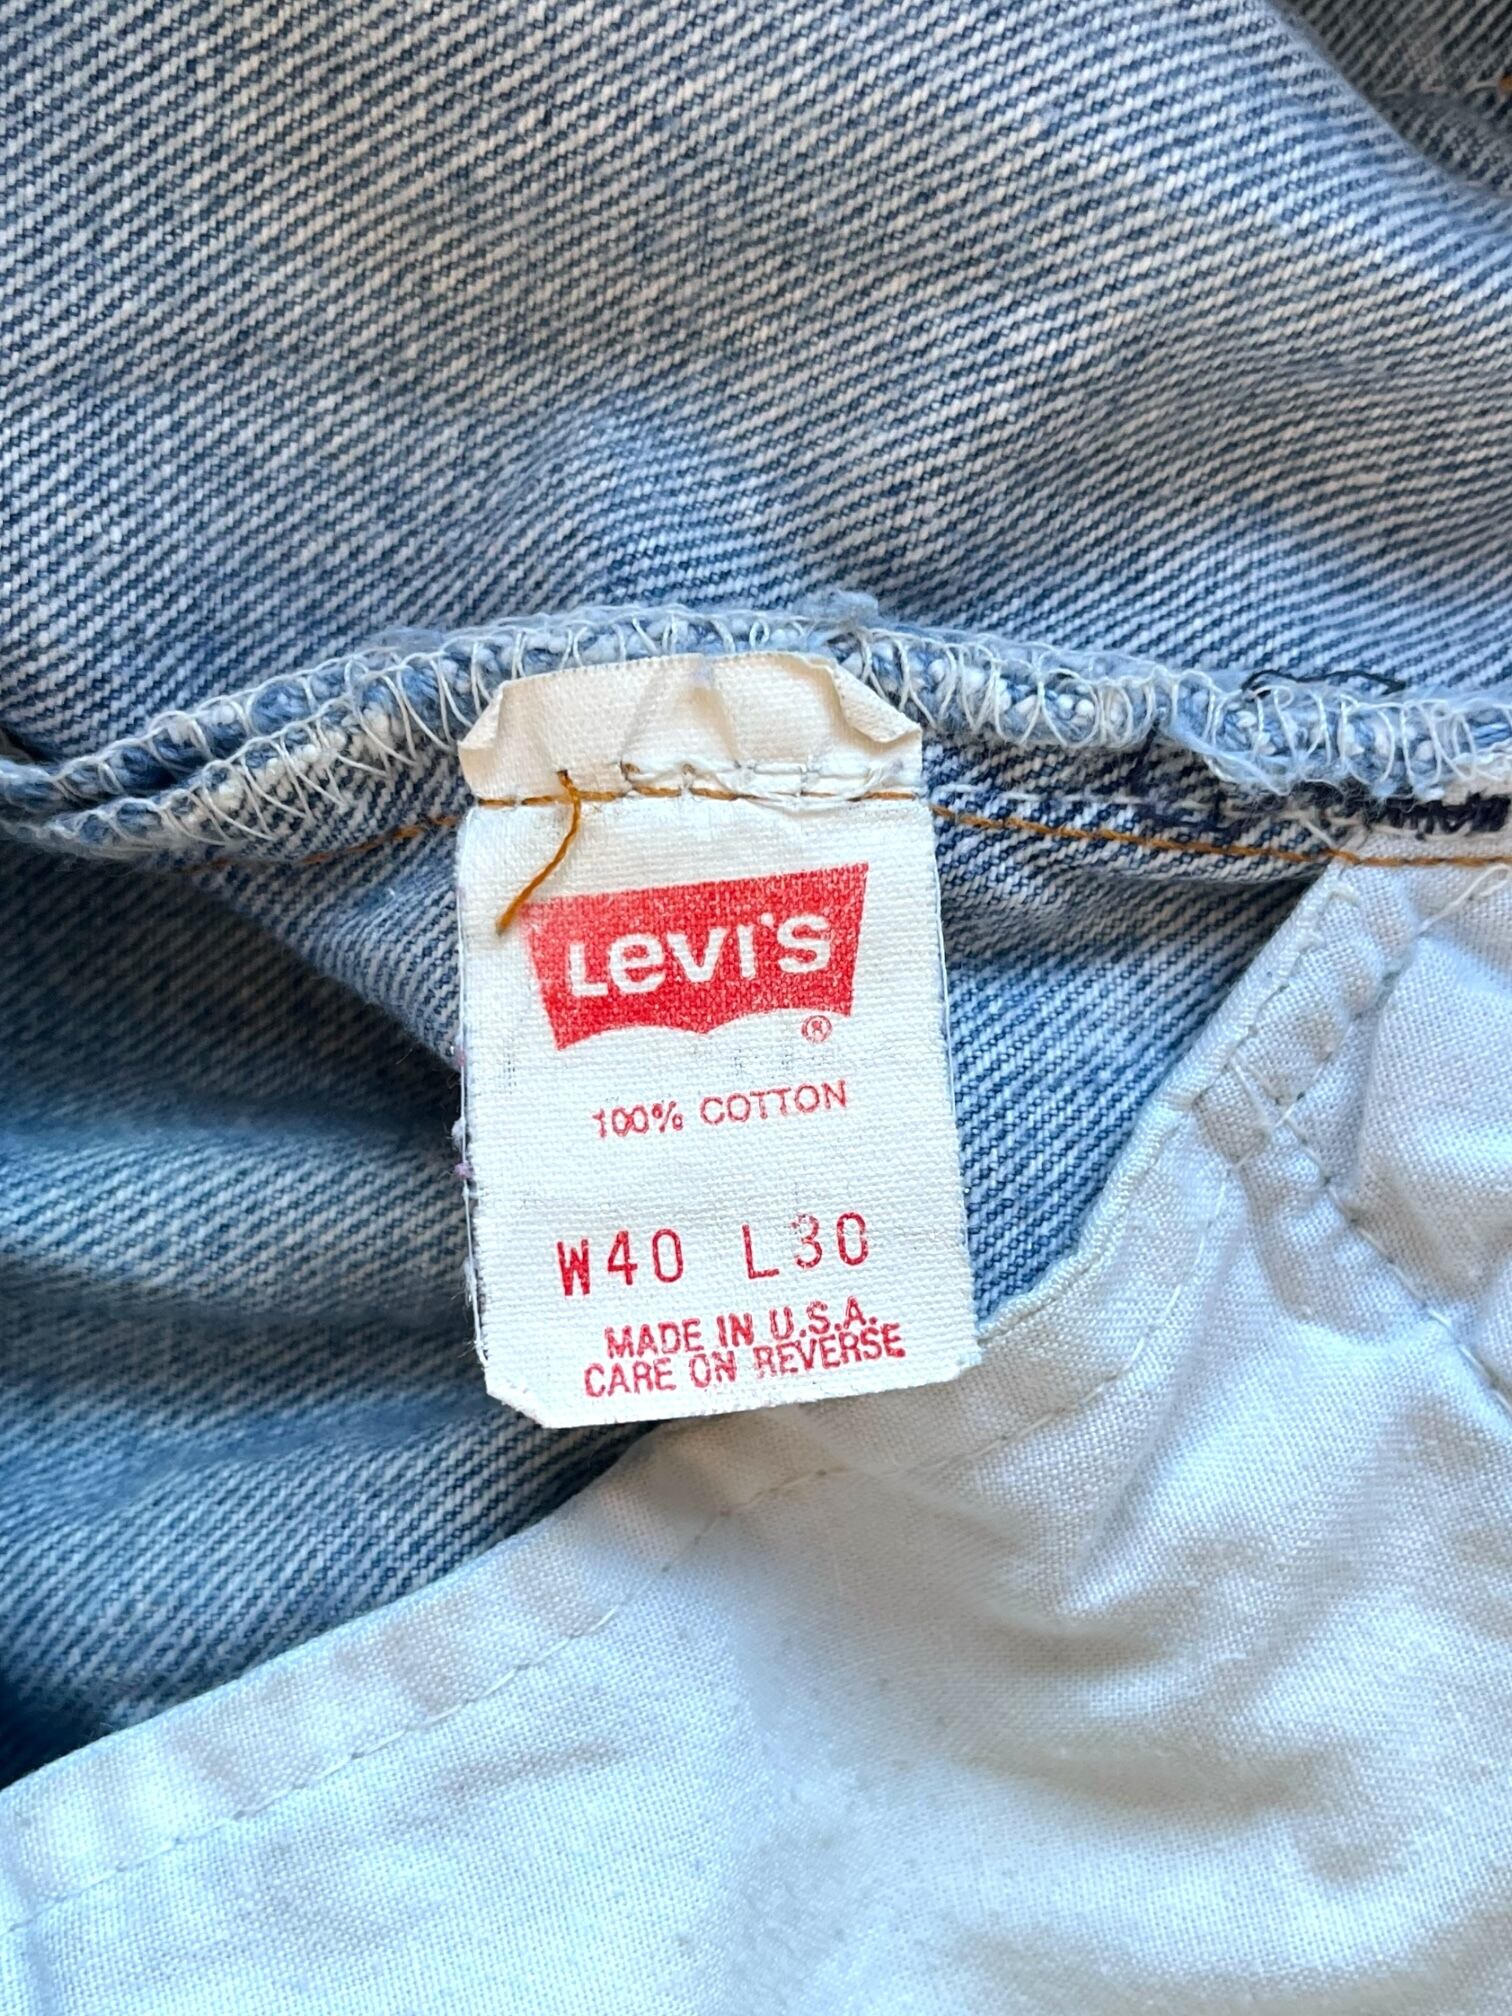 Levi's
®
100% COTTON
W40 L30
MADE IN U.S.A.
CARE ON REVERSE